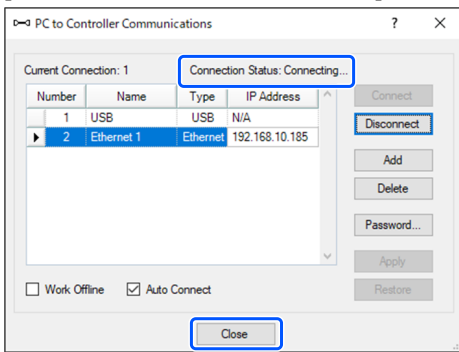 PC to Controller Communications ? ×
Current Connection: 1 Connection Status: Connecting...
Number Name Type IP Address Connect
1 USB USB N/A Disconnect
2 Ethernet 1 Ethernet 192.168.10.185
Add
Delete
Password...
Apply
Work Offline Auto Connect Restore
Close